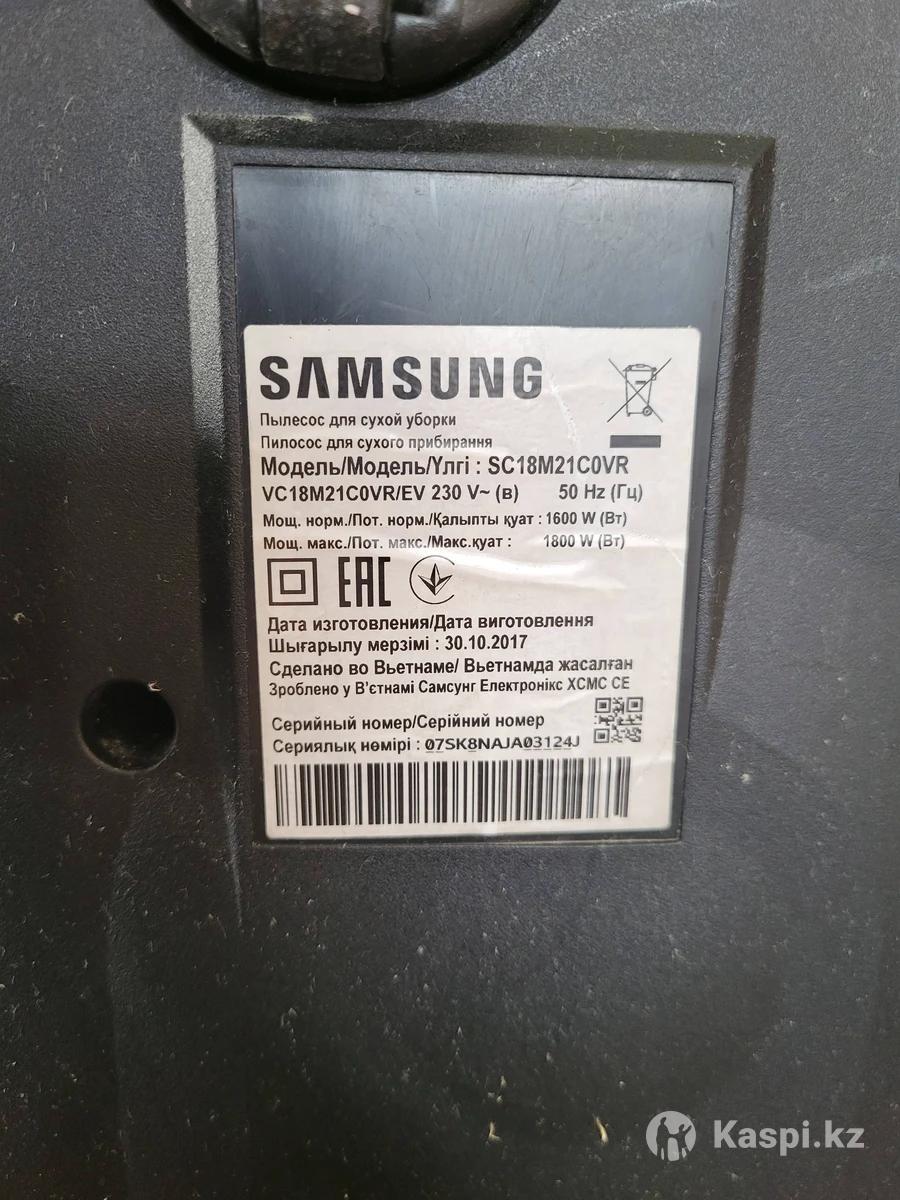 SAMSUNG
Пылесос для сухой уборки
Пилосос для сухого прибирання
Модель/Модель/Үлгі : SC18M21C0VR
VC18M21C0VR/EV 230 V~ (в) 50 Hz (Гц)
Мощ. норм./Пот. норм./Қалыпты қуат : 1600 W (Вт)
Мощ. макс./Пот. макс./Макс.қуат : 1800 W (Вт)
EAC
Дата изготовления/Дата виготовлення
Шығарылу мерзімі : 30.10.2017
Сделано во Вьетнаме/ Вьетнамда жасалған
Зроблено у В'єтнамі Самсунг Електронікс ХСМС СЕ
Серийный номер/Серійний номер
Сериялық нөмірі : 07SK8NAJA03124J
Kaspi.kz